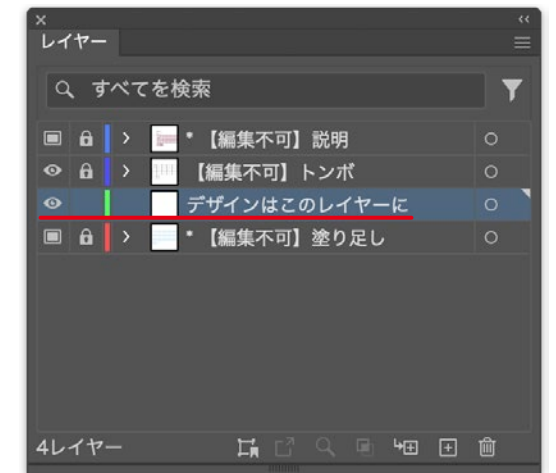 レイヤー
すべてを検索
* 【編集不可】説明
【編集不可】トンボ
デザインはこのレイヤーに
* 【編集不可】塗り足し
4レイヤー